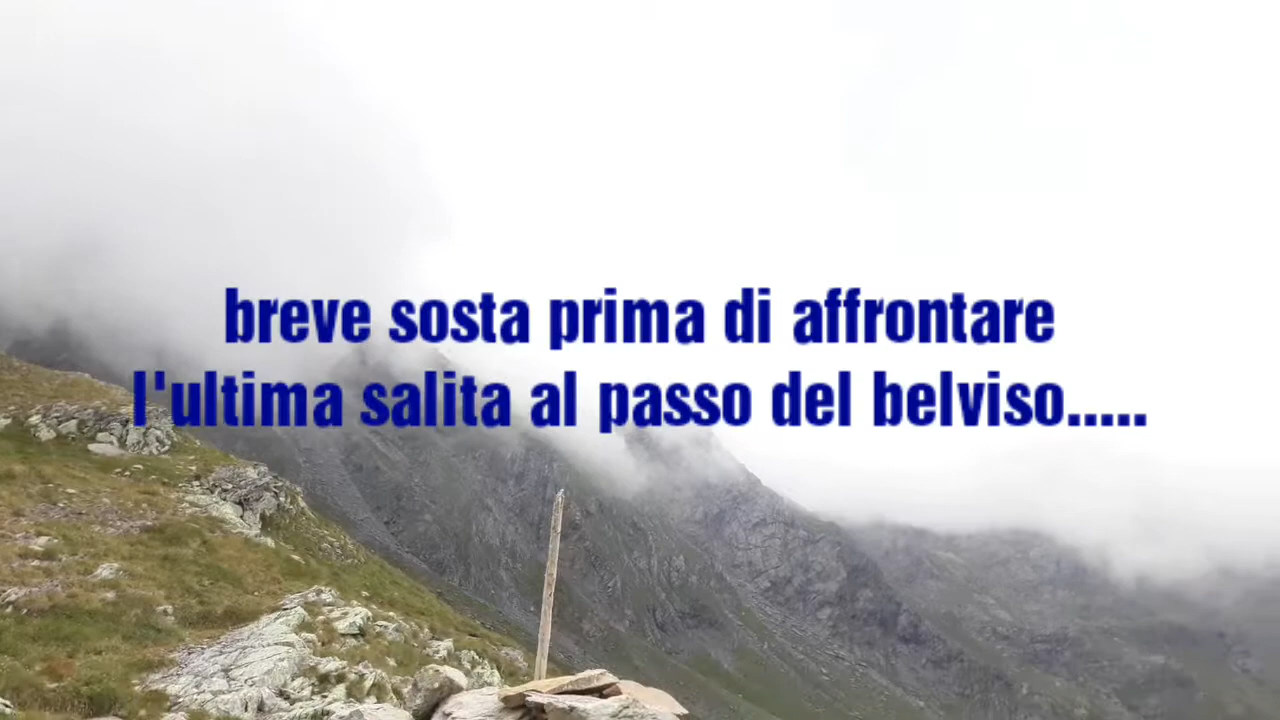 breve sosta prima di affrontare
l'ultima salita al passo del belviso.....